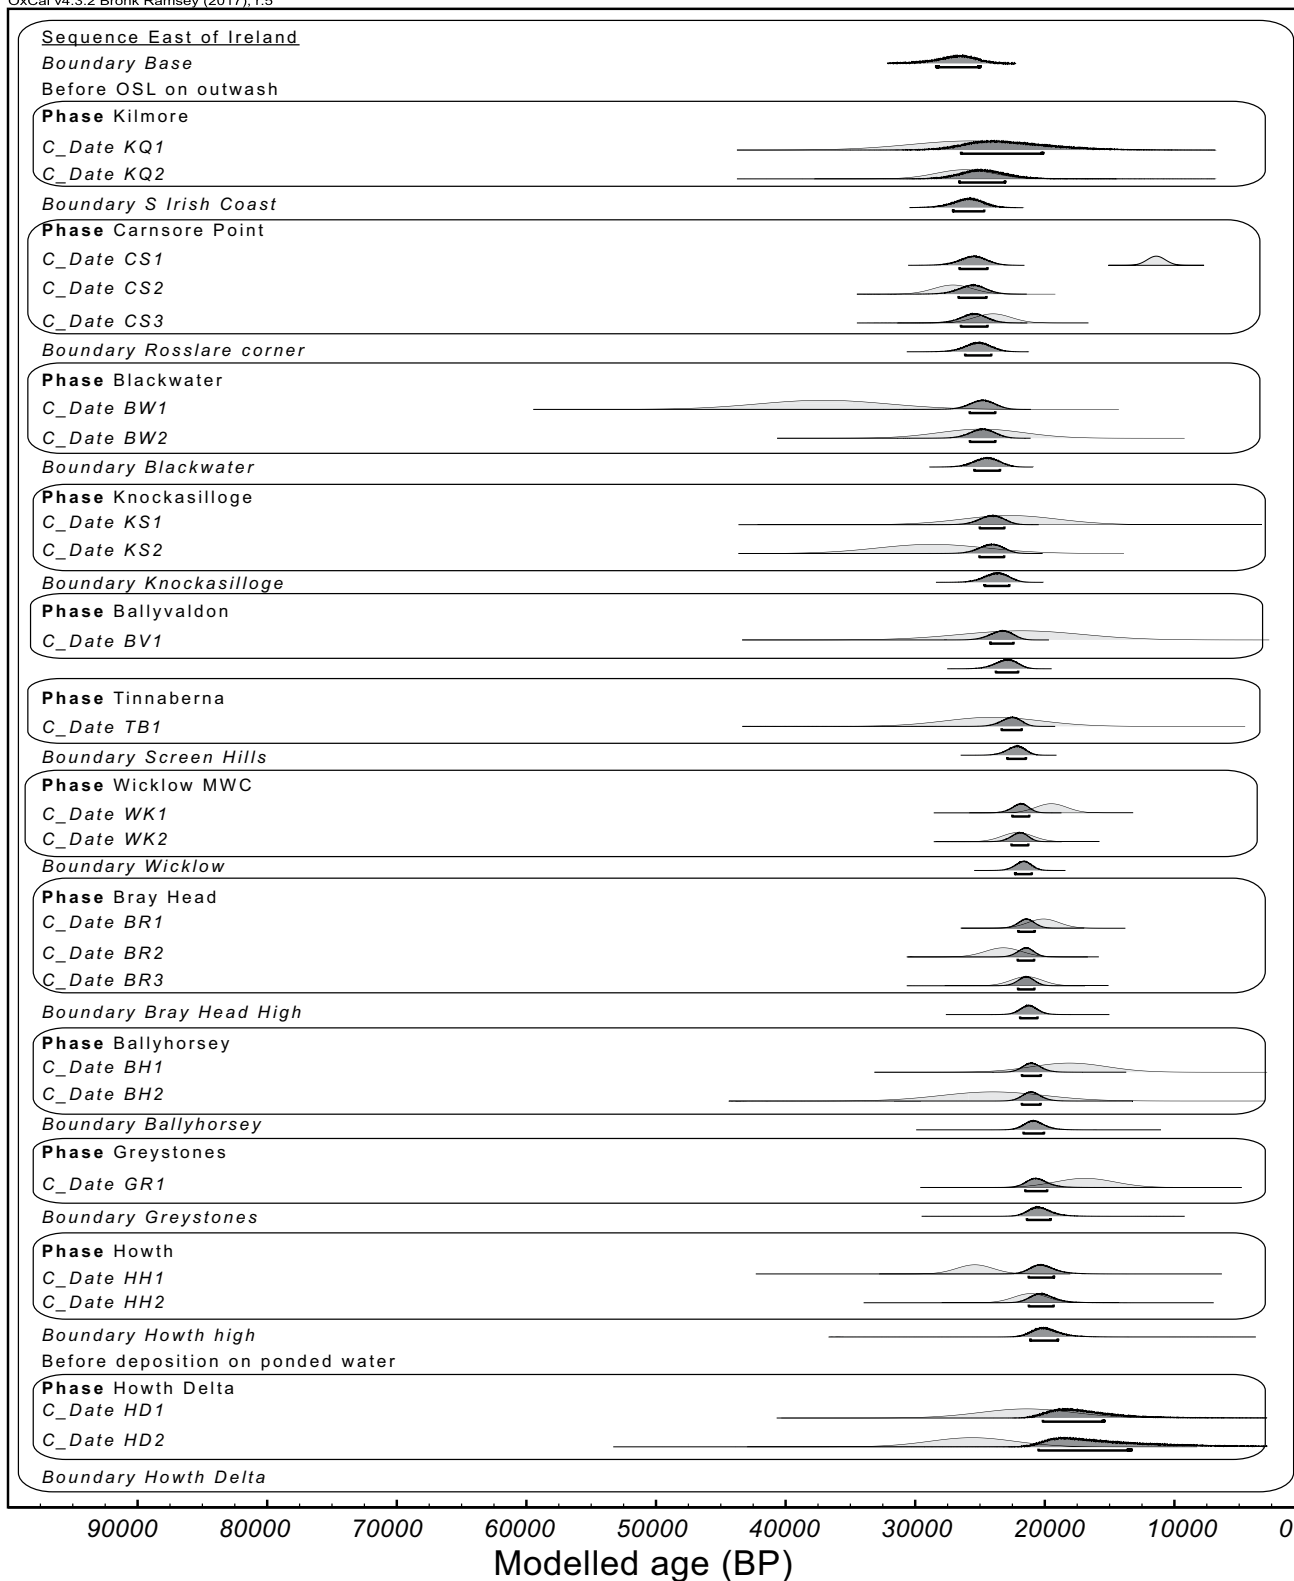 OxCal v4.3.2 Bronk Ramsey (2017); r:5
Sequence East of Ireland
Boundary Base
Before OSL on outwash
Phase Kilmore
C_Date KQ1
C_Date KQ2
Boundary S Irish Coast
Phase Carnsore Point
C_Date CS1
C_Date CS2
C_Date CS3
Boundary Rosslare corner
Phase Blackwater
C_Date BW1
C_Date BW2
Boundary Blackwater
Phase Knockasilloge
C_Date KS1
C_Date KS2
Boundary Knockasilloge
Phase Ballyvaldon
C_Date BV1
Phase Tinnaberna
C_Date TB1
Boundary Screen Hills
Phase Wicklow MWC
C_Date WK1
C_Date WK2
Boundary Wicklow
Phase Bray Head
C_Date BR1
C_Date BR2
C_Date BR3
Boundary Bray Head High
Phase Ballyhorsey
C_Date BH1
C_Date BH2
Boundary Ballyhorsey
Phase Greystones
C_Date GR1
Boundary Greystones
Phase Howth
C_Date HH1
C_Date HH2
Boundary Howth high
Before deposition on ponded water
Phase Howth Delta
C_Date HD1
C_Date HD2
Boundary Howth Delta
90000 80000 70000 60000 50000 40000 30000 20000 10000 0
Modelled age (BP)